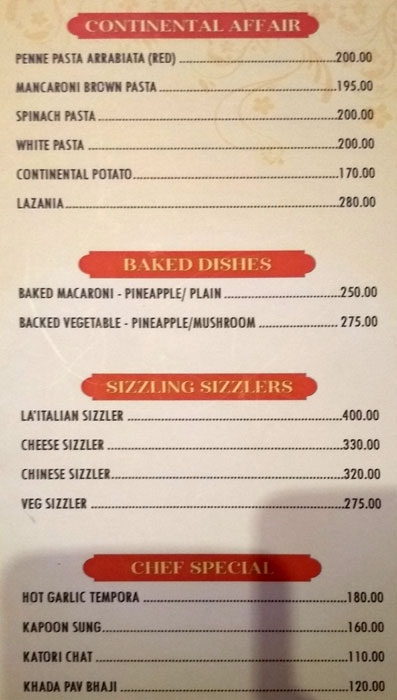 CONTINENTAL AFFAIR
PENNE PASTA ARRABIATA (RED) ..........200.00
MANCARONI BROWN PASTA ..........195.00
SPINACH PASTA ..........200.00
WHITE PASTA ..........200.00
CONTINENTAL POTATO ..........170.00
LAZANIA ..........280.00
BAKED DISHES
BAKED MACARONI - PINEAPPLE/ PLAIN ..........250.00
BACKED VEGETABLE - PINEAPPLE/MUSHROOM .......... 275.00
SIZZLING SIZZLERS
LA'ITALIAN SIZZLER ..........400.00
CHEESE SIZZLER ..........330.00
CHINESE SIZZLER ..........320.00
VEG SIZZLER ..........275.00
CHEF SPECIAL
HOT GARLIC TEMPORA ..........180.00
KAPOON SUNG ..........160.00
KATORI CHAT ..........110.00
KHADA PAV BHAJI ..........120.00